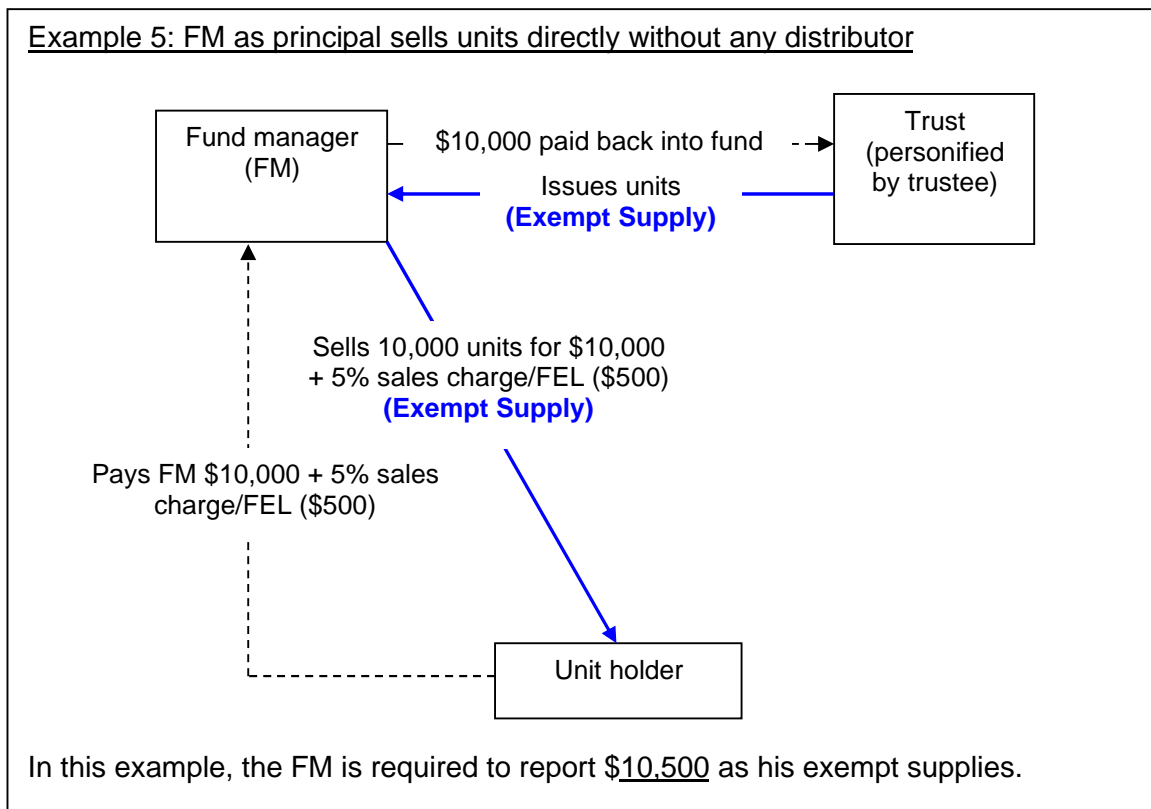 Example 5: FM as principal sells units directly without any distributor
Fund manager
(FM)
$10,000 paid back into fund
Trust
(personified
by trustee)
Issues units
(Exempt Supply)
Sells 10,000 units for $10,000
+ 5% sales charge/FEL ($500)
(Exempt Supply)
Pays FM $10,000 + 5% sales
charge/FEL ($500)
Unit holder
In this example, the FM is required to report $10,500 as his exempt supplies.